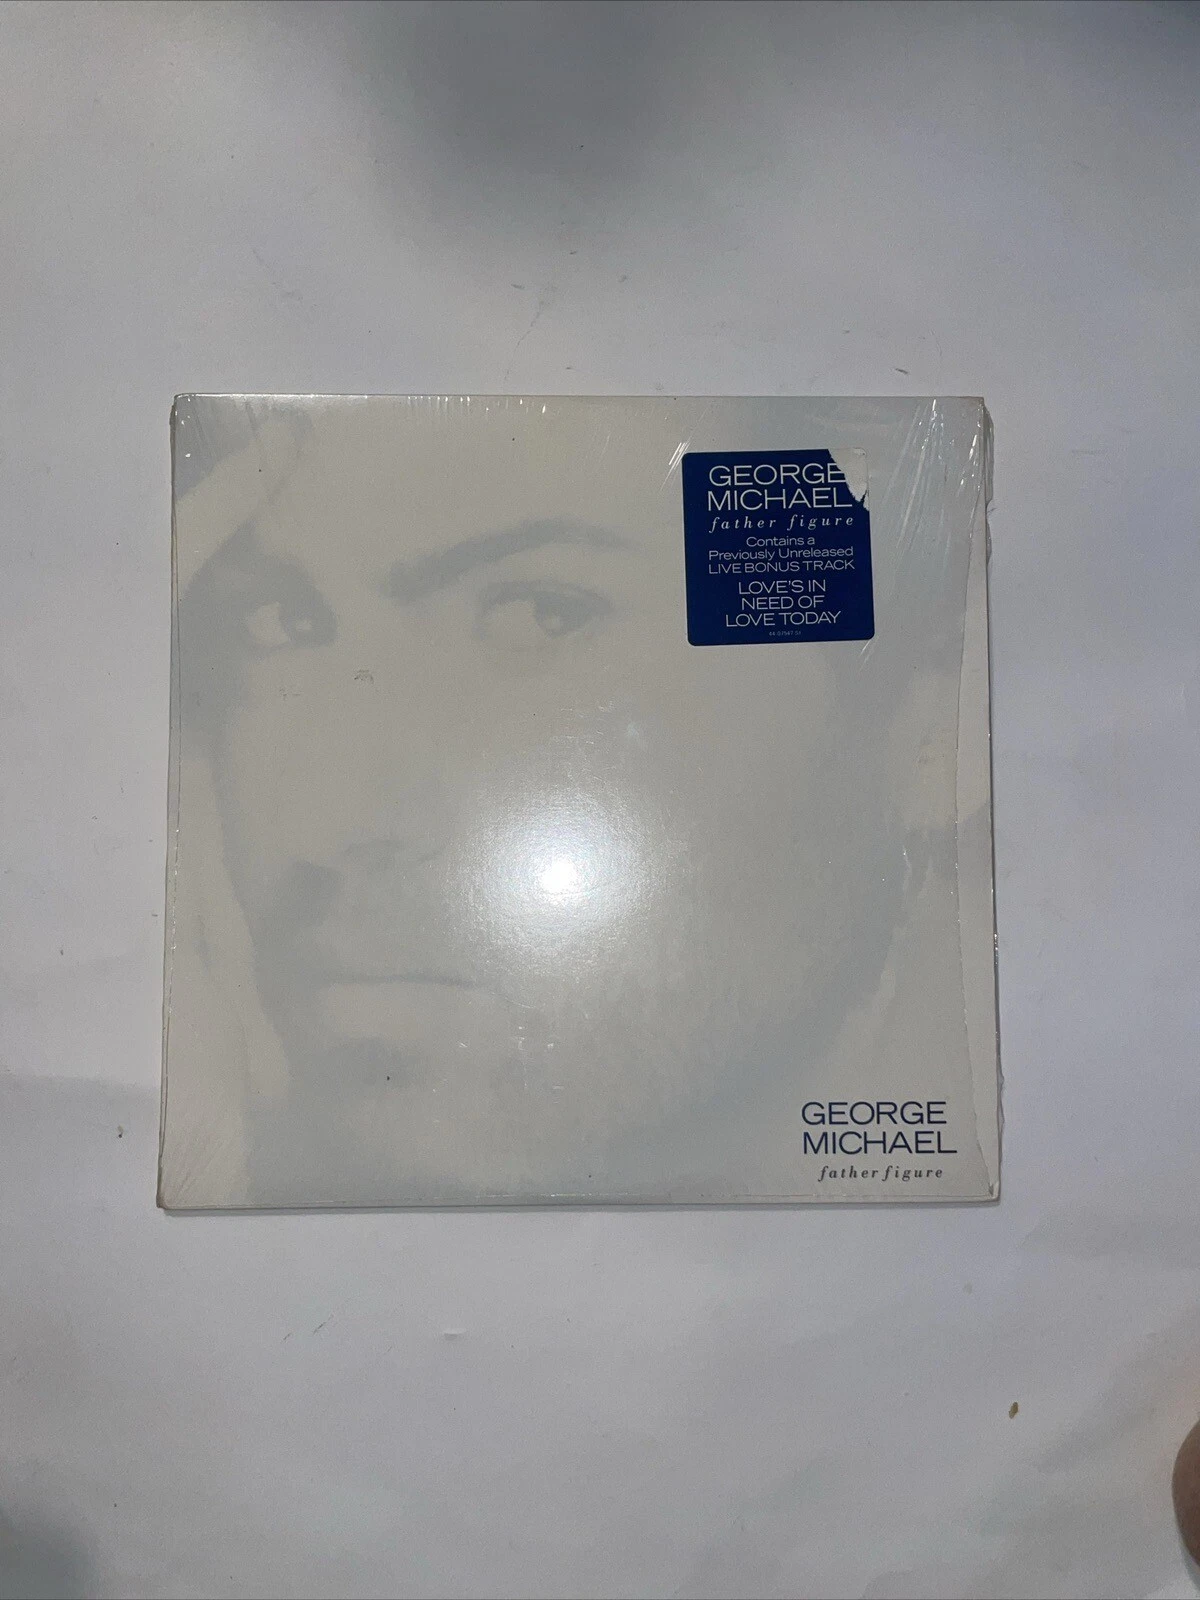 GEORGE
MICHAEL
father figure
Contains a
Previously Unreleased
LIVE BONUS TRACK
LOVE'S IN
NEED OF
LOVE TODAY
GEORGE
MICHAEL
father figure